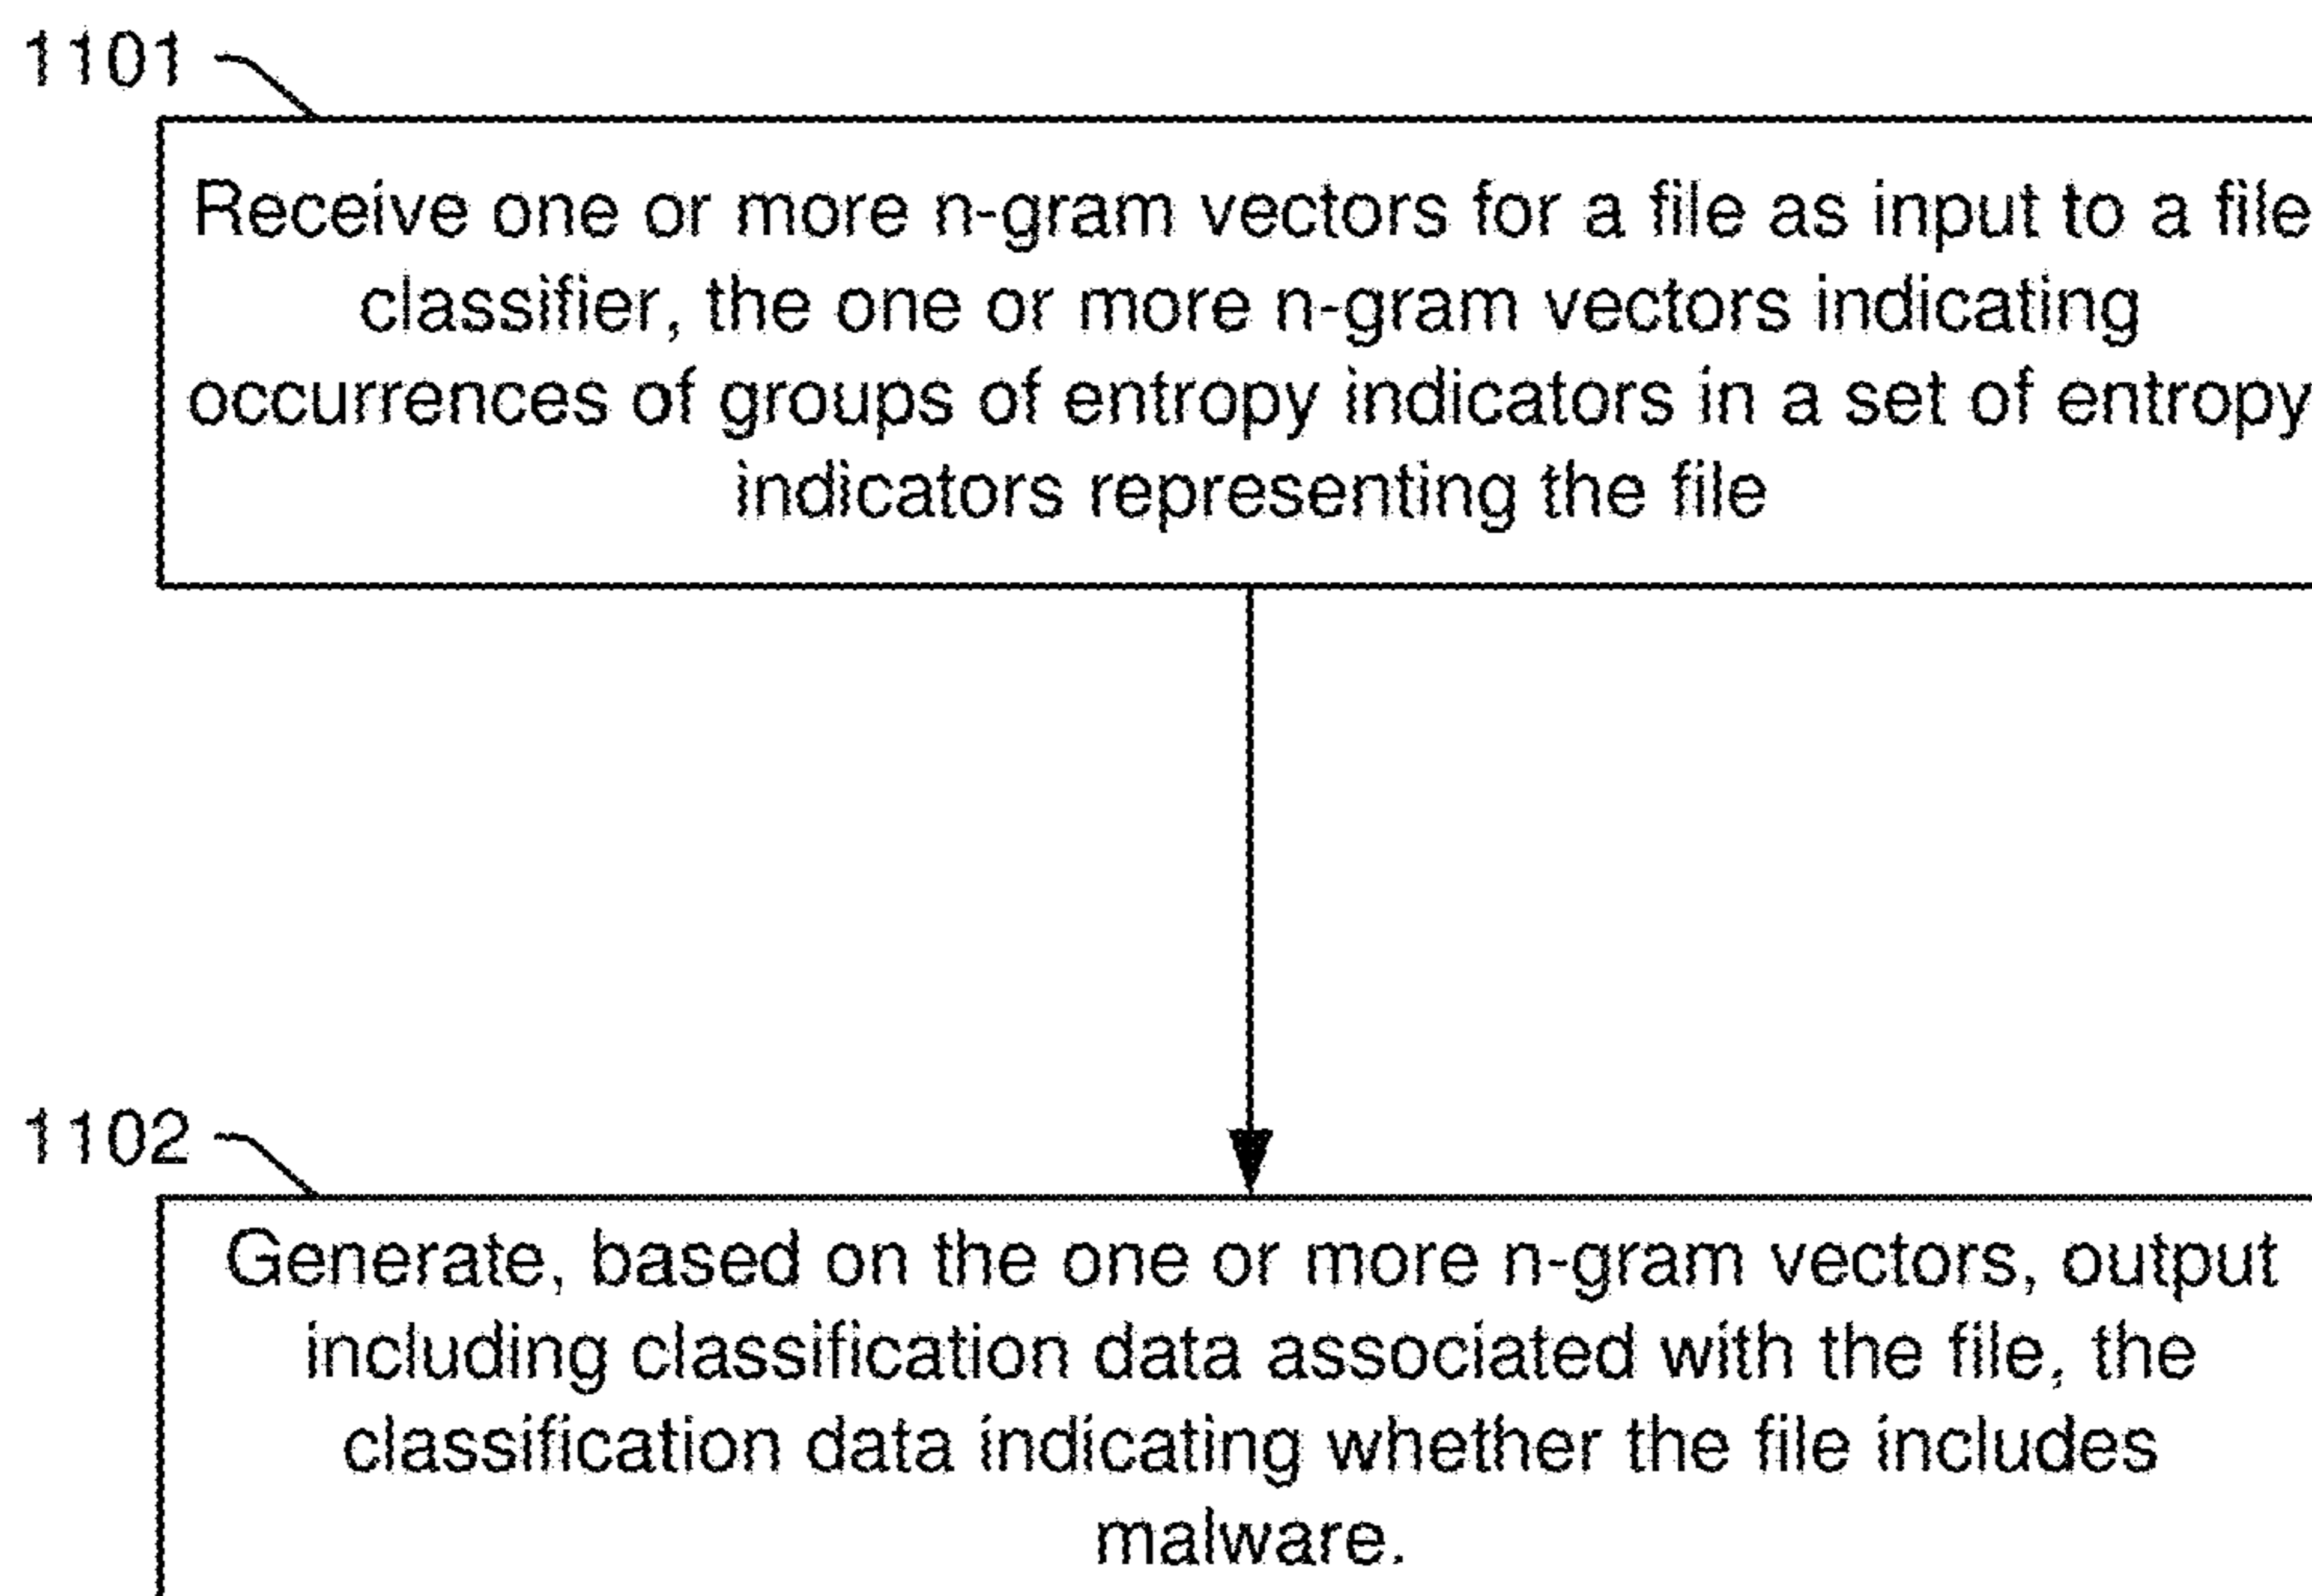 1101
Receive one or more n-gram vectors for a file as input to a file
classifier, the one or more n-gram vectors indicating
occurrences of groups of entropy indicators in a set of entropy
indicators representing the file
1102
Generate, based on the one or more n-gram vectors, output
including classification data associated with the file, the
classification data indicating whether the file includes
malware.